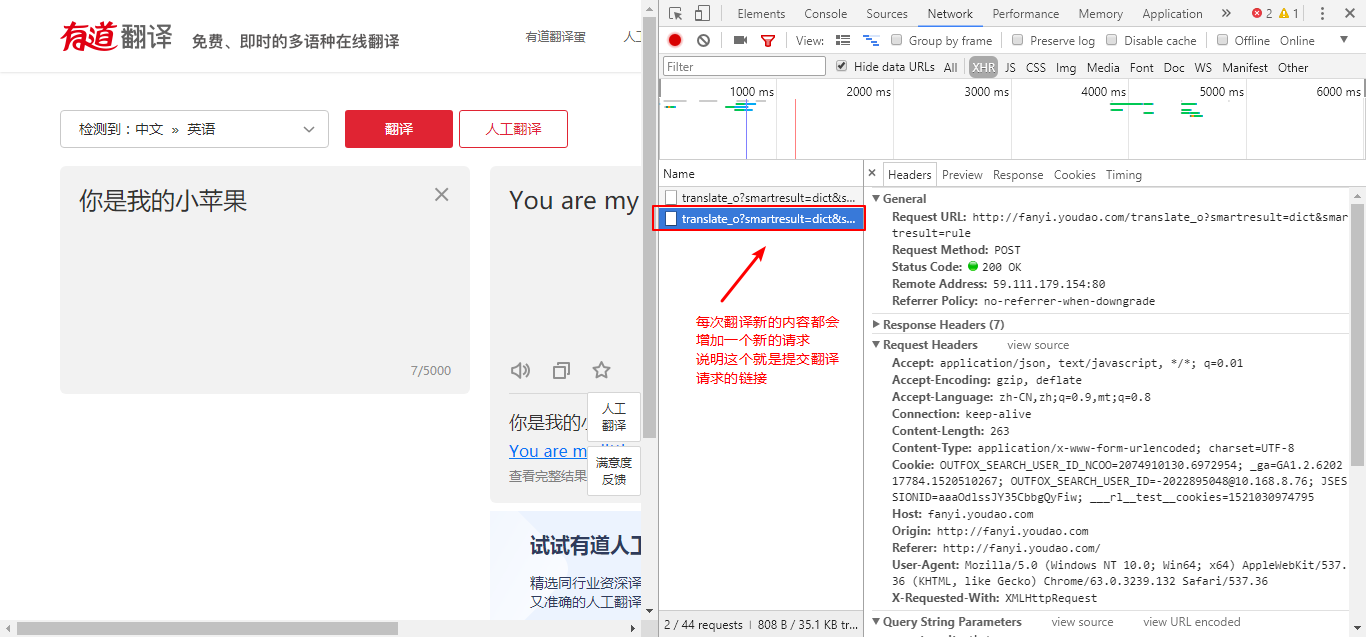 有道翻译 免费、即时的多语种在线翻译 有道翻译蛋 人工
检测到：中文 » 英语
翻译
人工翻译
你是我的小苹果
7/5000
You are my
你是我的小
You are m
查看完整结果
人工
翻译
满意度
反馈
试试有道人工
精选同行业资深译
又准确的人工翻译
Elements Console Sources Network Performance Memory Application » 2 1
View: Group by frame Preserve log Disable cache Offline Online
Filter Hide data URLs All XHR JS CSS Img Media Font Doc WS Manifest Other
1000 ms 2000 ms 3000 ms 4000 ms 5000 ms 6000 ms
Name
translate_o?smartresult=dict&s...
translate_o?smartresult=dict&s...
每次翻译新的内容都会
增加一个新的请求
说明这个就是提交翻译
请求的链接
2 / 44 requests | 808 B / 35.1 KB tr...
× Headers Preview Response Cookies Timing
General
Request URL: http://fanyi.youdao.com/translate_o?smartresult=dict&smar
tresult=rule
Request Method: POST
Status Code: 200 OK
Remote Address: 59.111.179.154:80
Referrer Policy: no-referrer-when-downgrade
Response Headers (7)
Request Headers view source
Accept: application/json, text/javascript, */*; q=0.01
Accept-Encoding: gzip, deflate
Accept-Language: zh-CN,zh;q=0.9,mt;q=0.8
Connection: keep-alive
Content-Length: 263
Content-Type: application/x-www-form-urlencoded; charset=UTF-8
Cookie: OUTFOX_SEARCH_USER_ID_NCOO=2074910130.6972954; _ga=GA1.2.6202
17784.1520510267; OUTFOX_SEARCH_USER_ID=-2022895048@10.168.8.76; JSES
SIONID=aaaOdlssJY35CbbgQyFiw; ___rl__test__cookies=1521030974795
Host: fanyi.youdao.com
Origin: http://fanyi.youdao.com
Referer: http://fanyi.youdao.com/
User-Agent: Mozilla/5.0 (Windows NT 10.0; Win64; x64) AppleWebKit/537.
36 (KHTML, like Gecko) Chrome/63.0.3239.132 Safari/537.36
X-Requested-With: XMLHttpRequest
Query String Parameters view source view URL encoded